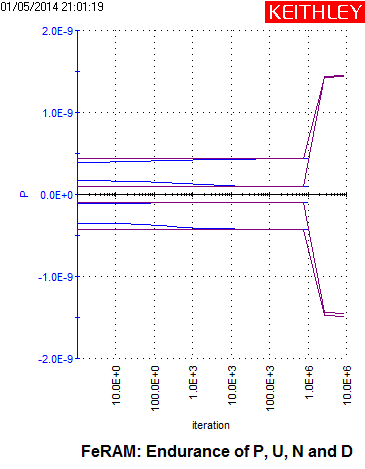 01/05/2014 21:01:19
KEITHLEY
2.0E-9
1.0E-9
0.0E+0
-1.0E-9
-2.0E-9
P
10.0E+0
100.0E+0
1.0E+3
10.0E+3
100.0E+3
1.0E+6
10.0E+6
iteration
FeRAM: Endurance of P, U, N and D